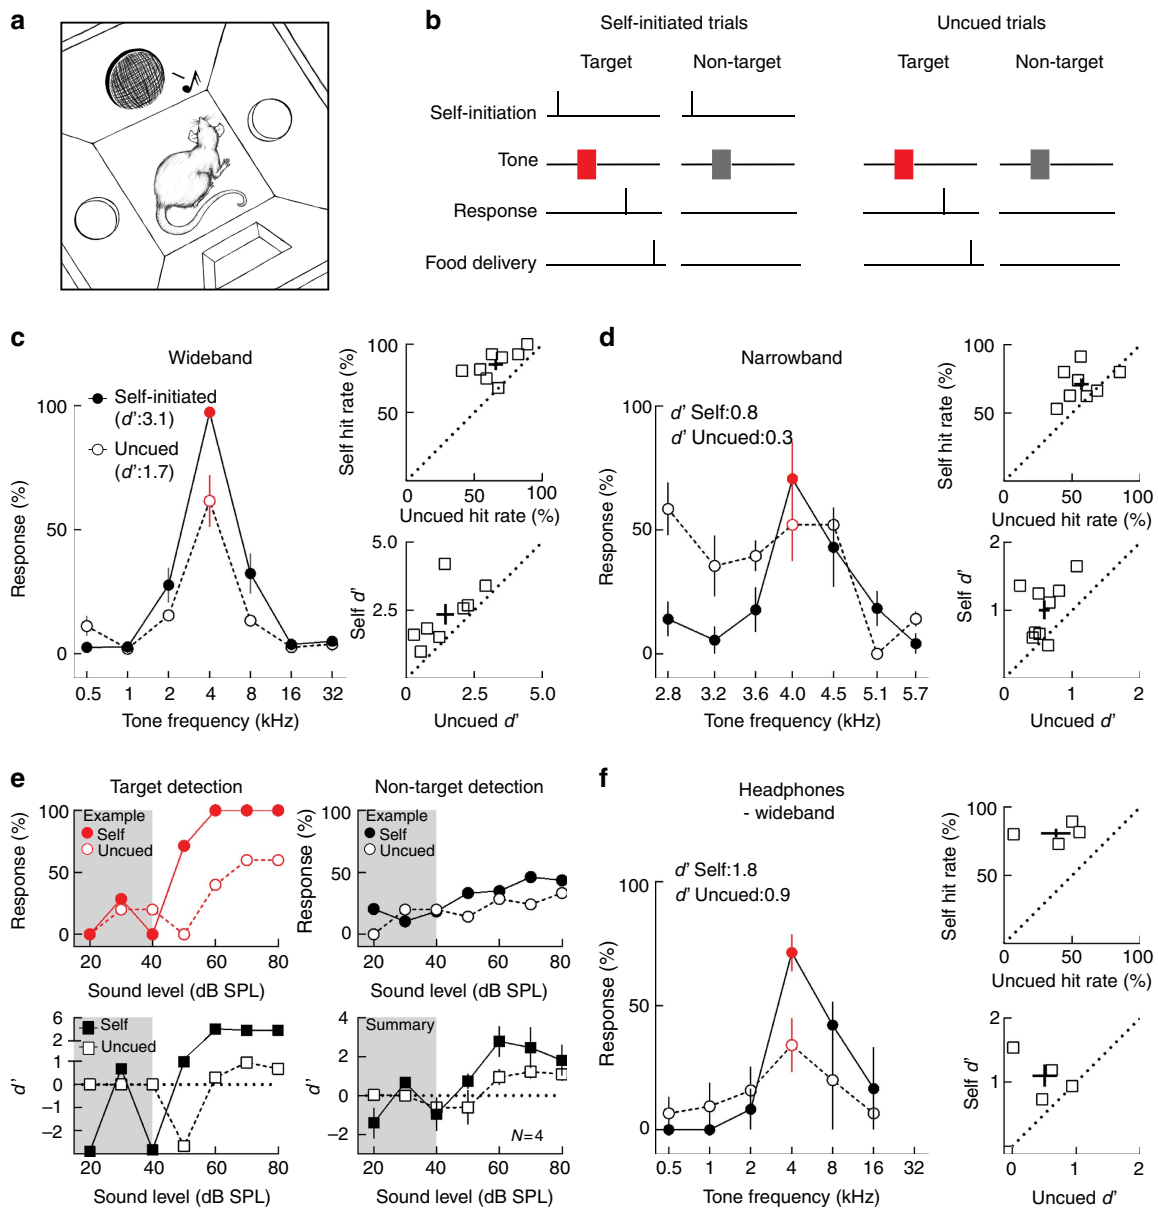 a
b
Self-initiated trials
Uncued trials
Target
Non-target
Target
Non-target
Self-initiation
Tone
Response
Food delivery
c
Wideband
Self-initiated
(d':3.1)
Uncued
(d':1.7)
Response (%)
100
50
0
0.5 1 2 4 8 16 32
Tone frequency (kHz)
Self hit rate (%)
100
50
0 50 100
Uncued hit rate (%)
Self d'
5.0
2.5
0 2.5 5.0
Uncued d'
d
Narrowband
d' Self:0.8
d' Uncued:0.3
Response (%)
100
50
0
2.8 3.2 3.6 4.0 4.5 5.1 5.7
Tone frequency (kHz)
Self hit rate (%)
100
50
0 50 100
Uncued hit rate (%)
Self d'
2
1
0 1 2
Uncued d'
e
Target detection
Example
Self
Uncued
Response (%)
100
50
0
20 40 60 80
Sound level (dB SPL)
Non-target detection
Example
Self
Uncued
Response (%)
100
50
0
20 40 60 80
Sound level (dB SPL)
Self
Uncued
d'
6
2
1
0
−1
−2
20 40 60 80
Sound level (dB SPL)
Summary
d'
4
2
0
−2
N=4
20 40 60 80
Sound level (dB SPL)
f
Headphones
- wideband
d' Self:1.8
d' Uncued:0.9
Response (%)
100
50
0
0.5 1 2 4 8 16 32
Tone frequency (kHz)
Self hit rate (%)
100
50
0 50 100
Uncued hit rate (%)
Self d'
2
1
0 1 2
Uncued d'